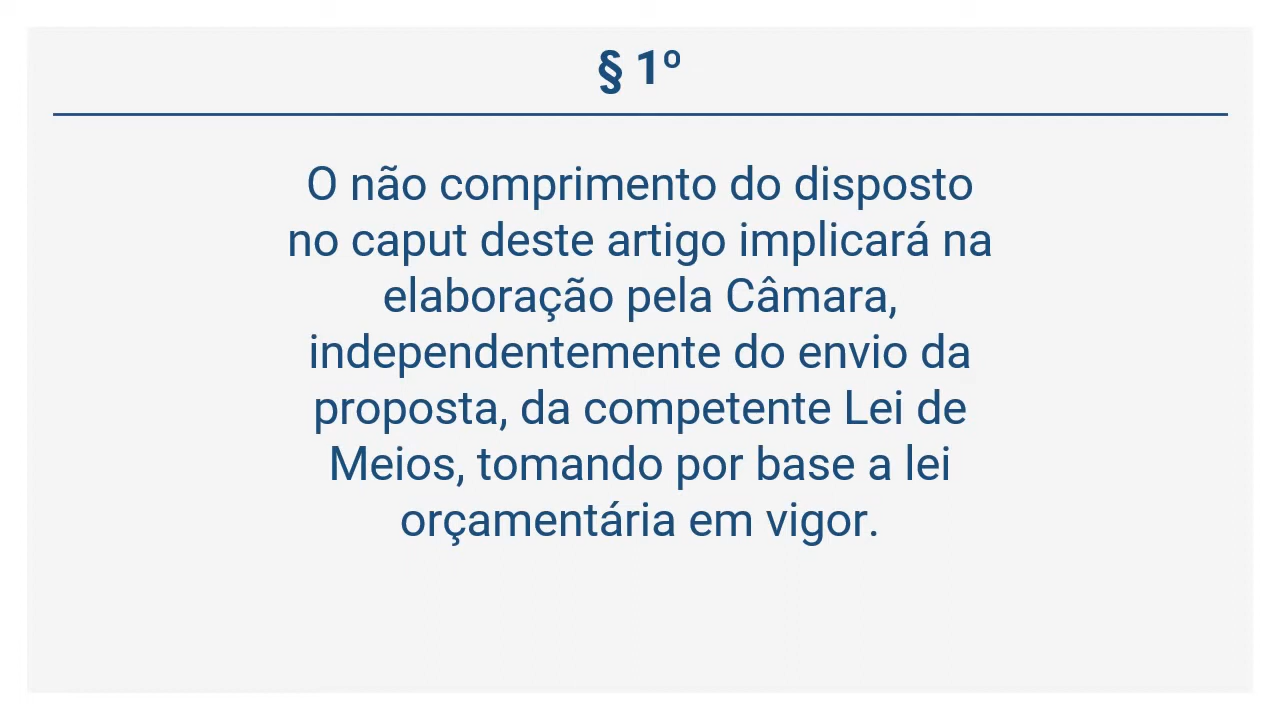 § 1º
O não comprimento do disposto
no caput deste artigo implicará na
elaboração pela Câmara,
independentemente do envio da
proposta, da competente Lei de
Meios, tomando por base a lei
orçamentária em vigor.